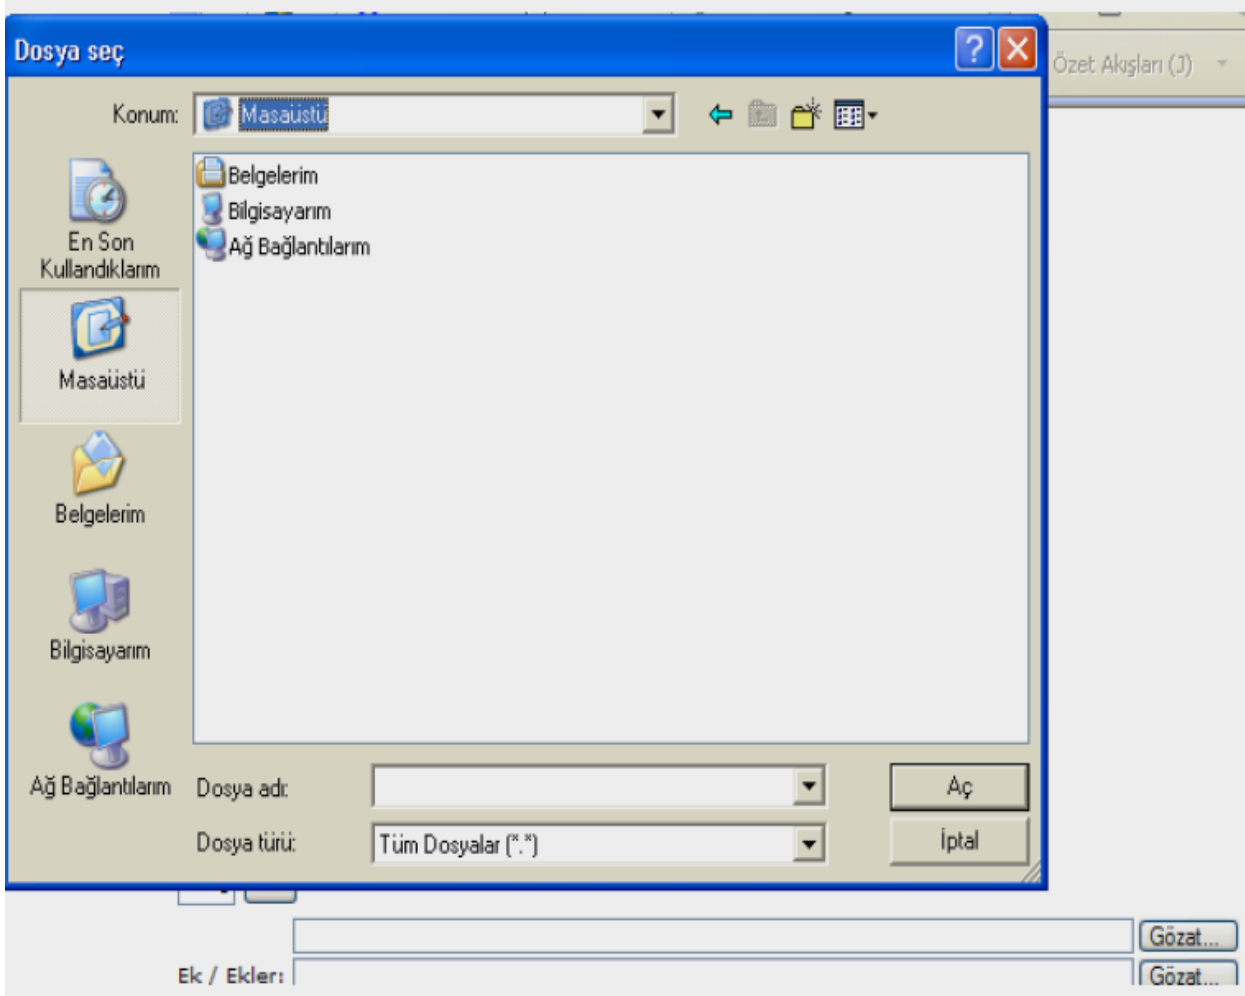 Dosya seç
Özet Akışları (J)
Konum:
Masaüstü
Belgelerim
Bilgisayarım
Ağ Bağlantılarım
En Son
Kullandıklarım
Masaüstü
Belgelerim
Bilgisayarım
Ağ Bağlantılarım
Dosya adı:
Aç
Dosya türü:
Tüm Dosyalar (*.*)
İptal
Gözat...
Ek / Ekler:
Gözat...